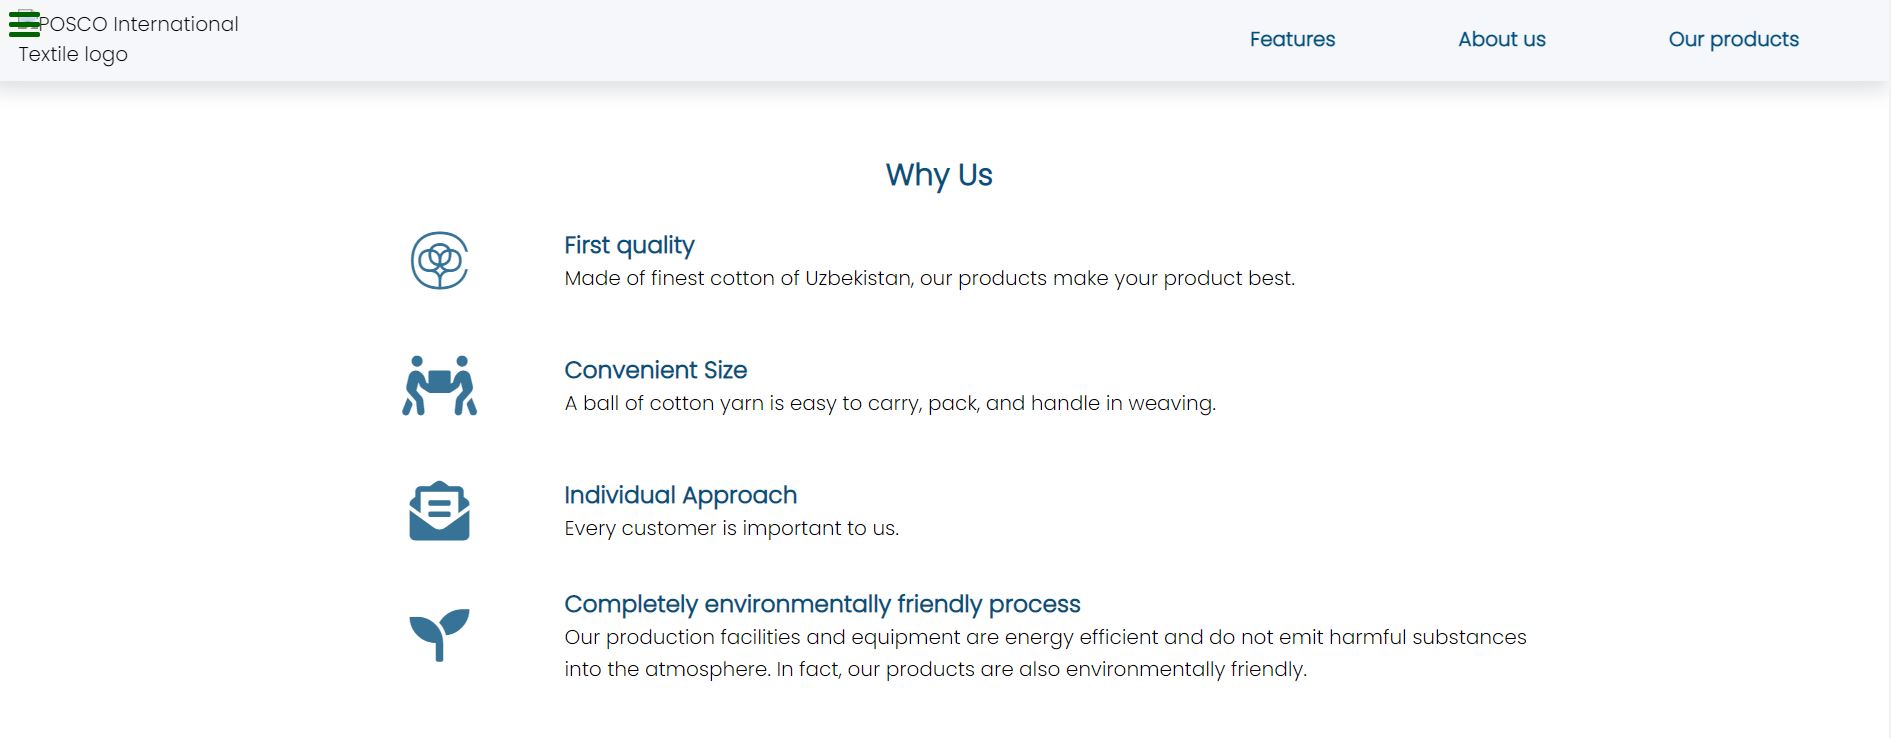 POSCO International
Textile logo
Features
About us
Our products
Why Us
First quality
Made of finest cotton of Uzbekistan, our products make your product best.
Convenient Size
A ball of cotton yarn is easy to carry, pack, and handle in weaving.
Individual Approach
Every customer is important to us.
Completely environmentally friendly process
Our production facilities and equipment are energy efficient and do not emit harmful substances
into the atmosphere. In fact, our products are also environmentally friendly.